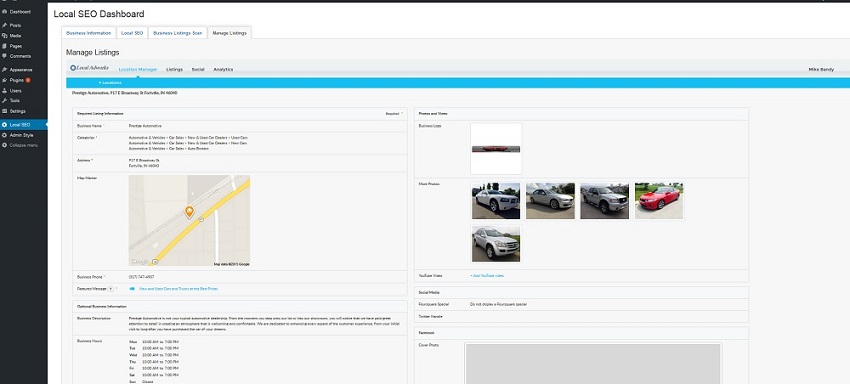 Dashboard
Posts
Media
Pages
Comments
Appearance
Plugins
Users
Tools
Settings
Local SEO
Admin Style
Collapse menu
Local SEO Dashboard
Business Information
Local SEO
Business Listings Scan
Manage Listings
Manage Listings
Local Adworks
Location Manager
Listings
Social
Analytics
Mike Bandy
+ Locations
Prestige Automotive, 917 E Broadway St Fortville, IN 46040
Required Listing Information
Required *
Business Name *
Prestige Automotive
Categories *
Automotive & Vehicles > Car Sales > New & Used Car Dealers > Used Cars
Automotive & Vehicles > Car Sales > New & Used Car Dealers > New Cars
Automotive & Vehicles > Car Sales > Auto Brokers
Address *
917 E Broadway St
Fortville, IN 46040
Map Marker
Google
Map data ©2015 Google
Business Phone *
(317) 747-4957
Featured Message
New and Used Cars and Trucks at the Best Prices
Optional Business Information
Business Description
Prestige Automotive is not your typical automotive dealership. From the moment you step onto our lot or into our showroom, you will notice that we have paid great
attention to detail in creating an atmosphere that is welcoming and comfortable. We are dedicated to enhancing every aspect of the customer experience. From your initial
visit to long after you have purchased the car of your dreams.
Business Hours
Mon 10:00 AM to 7:00 PM
Tue 10:00 AM to 7:00 PM
Wed 10:00 AM to 7:00 PM
Thu 10:00 AM to 7:00 PM
Fri 10:00 AM to 7:00 PM
Sat 10:00 AM to 7:00 PM
Sun Closed
Photos and Videos
Business Logo
More Photos
YouTube Video
+ Add YouTube video
Social Media
Foursquare Special
Do not display a Foursquare special
Twitter Handle
Facebook
Cover Photo